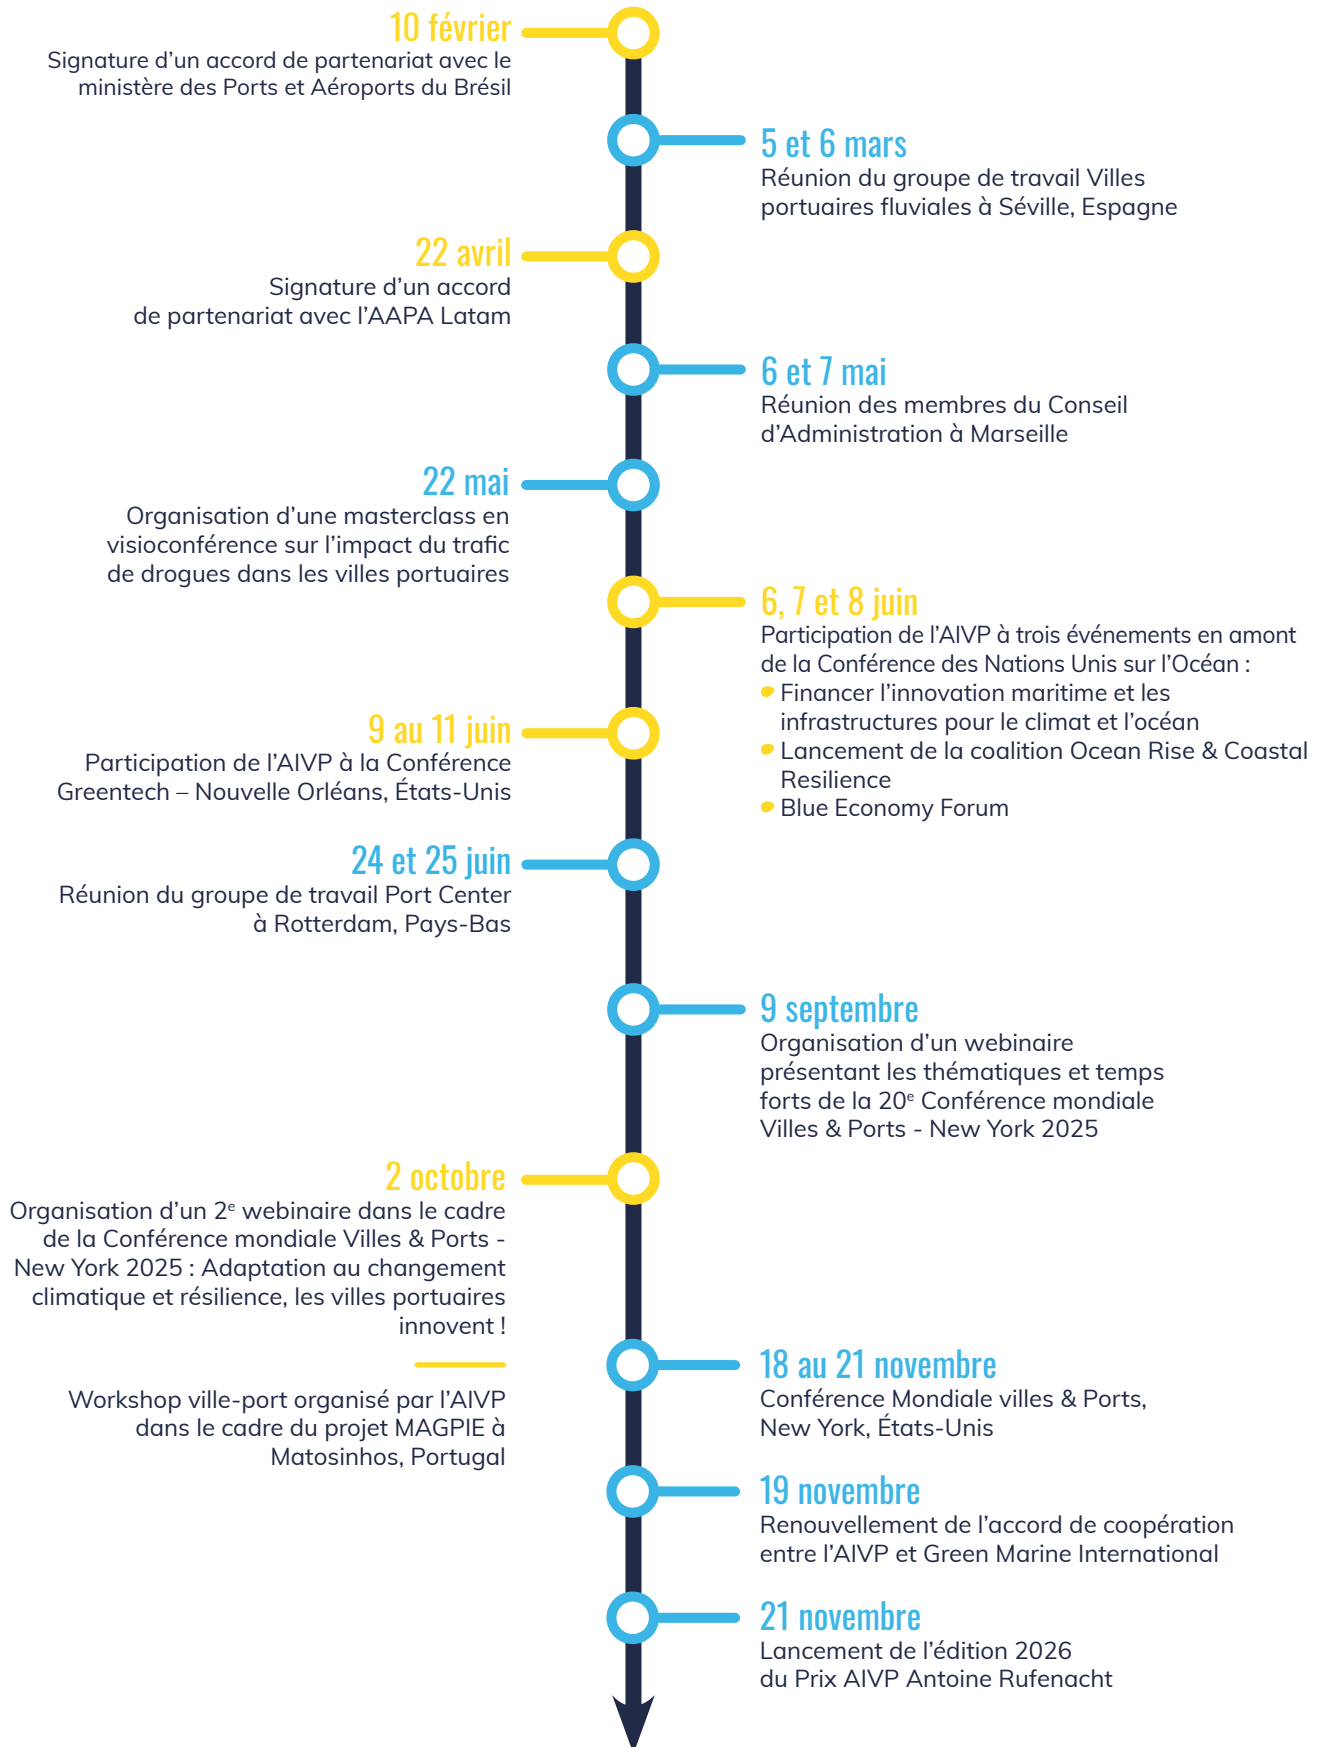 10 février
Signature d’un accord de partenariat avec le
ministère des Ports et Aéroports du Brésil
5 et 6 mars
Réunion du groupe de travail Villes
portuaires fluviales à Séville, Espagne
22 avril
Signature d’un accord
de partenariat avec l’AAPA Latam
6 et 7 mai
Réunion des membres du Conseil
d’Administration à Marseille
22 mai
Organisation d’une masterclass en
visioconférence sur l’impact du trafic
de drogues dans les villes portuaires
6, 7 et 8 juin
Participation de l’AIVP à trois événements en amont
de la Conférence des Nations Unis sur l’Océan :
Financer l’innovation maritime et les
infrastructures pour le climat et l’océan
Lancement de la coalition Ocean Rise & Coastal
Resilience
Blue Economy Forum
9 au 11 juin
Participation de l’AIVP à la Conférence
Greentech – Nouvelle Orléans, États-Unis
24 et 25 juin
Réunion du groupe de travail Port Center
à Rotterdam, Pays-Bas
9 septembre
Organisation d’un webinaire
présentant les thématiques et temps
forts de la 20e Conférence mondiale
Villes & Ports - New York 2025
2 octobre
Organisation d’un 2e webinaire dans le cadre
de la Conférence mondiale Villes & Ports -
New York 2025 : Adaptation au changement
climatique et résilience, les villes portuaires
innovent !
Workshop ville-port organisé par l’AIVP
dans le cadre du projet MAGPIE à
Matosinhos, Portugal
18 au 21 novembre
Conférence Mondiale villes & Ports,
New York, États-Unis
19 novembre
Renouvellement de l’accord de coopération
entre l’AIVP et Green Marine International
21 novembre
Lancement de l’édition 2026
du Prix AIVP Antoine Rufenacht